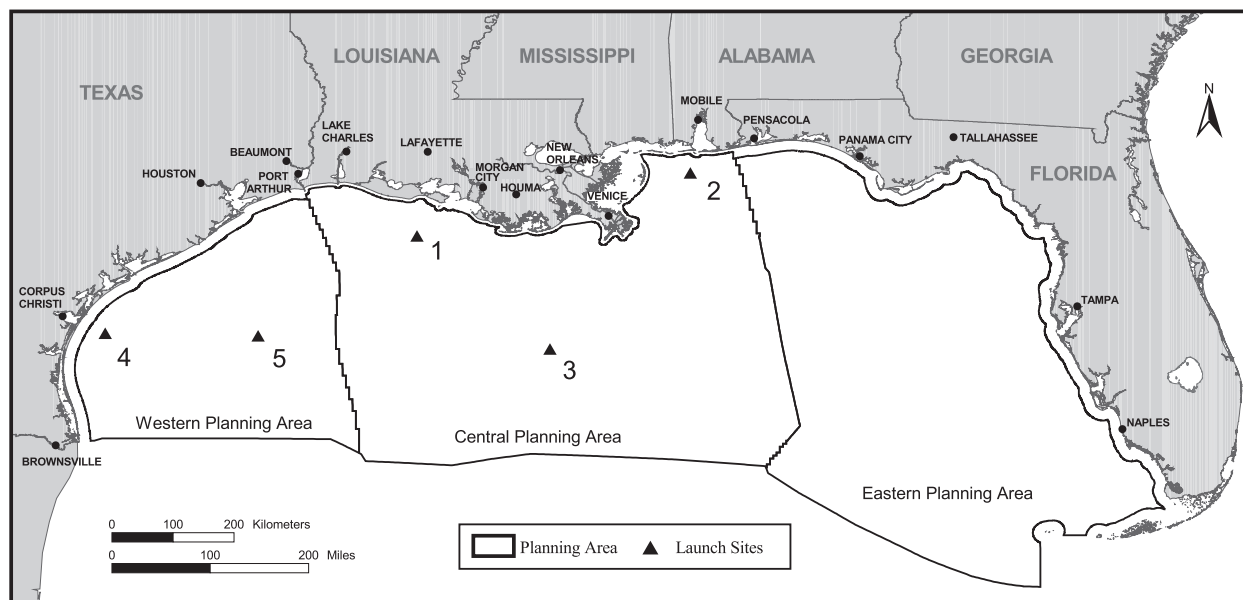 LOUISIANA
MISSISSIPPI
ALABAMA
GEORGIA
TEXAS
N
MOBILE
PENSACOLA
PANAMA CITY
TALLAHASSEE
LAKE
CHARLES
LAFAYETTE
NEW
ORLEANS
BEAUMONT
HOUSTON
PORT
ARTHUR
MORGAN
CITY
HOUMA
VENICE
FLORIDA
2
1
CORPUS
CHRISTI
TAMPA
4
5
3
Western Planning Area
Central Planning Area
NAPLES
BROWNSVILLE
Eastern Planning Area
0 100 200 Kilometers
0 100 200 Miles
Planning Area
Launch Sites